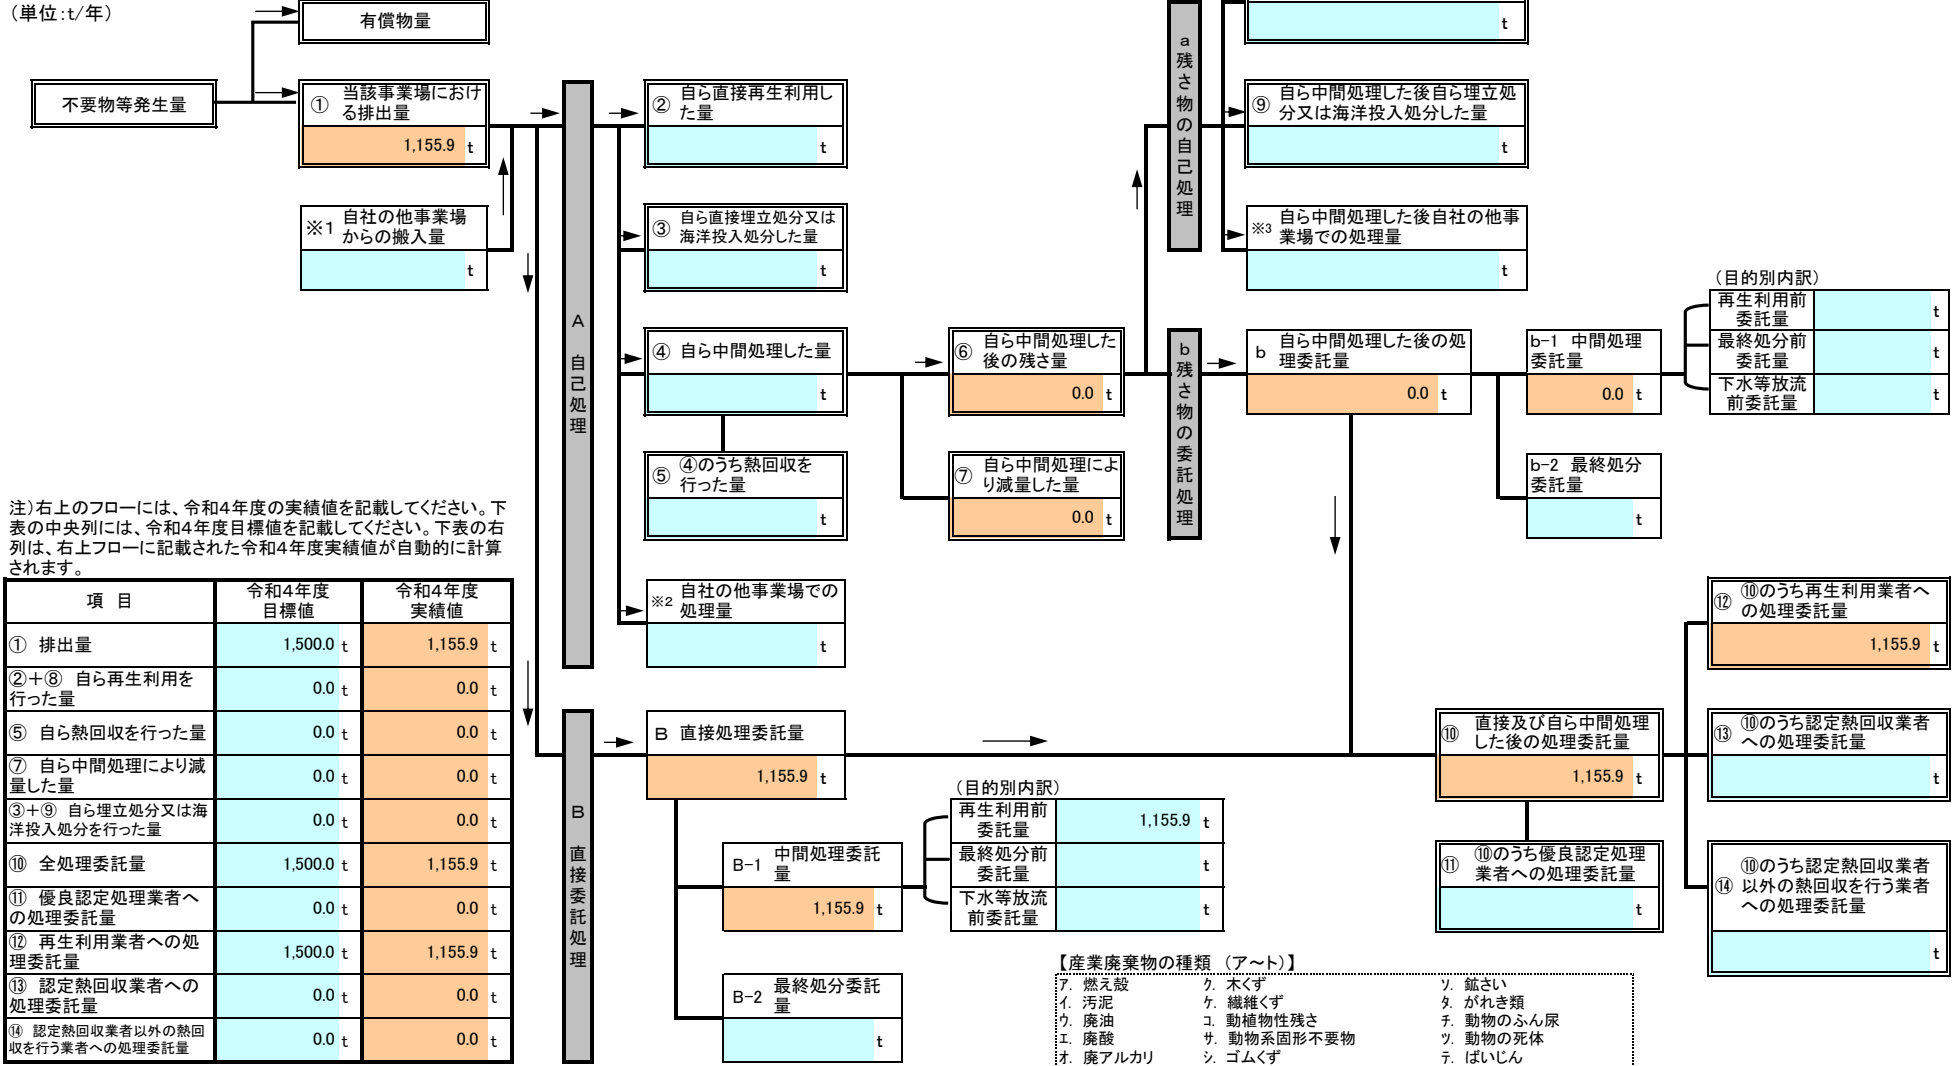 (単位:t/年)
有償物量
不要物等発生量
① 当該事業場におけ
る排出量
1,155.9 t
※1 自社の他事業場
からの搬入量
t
A 自己処理
② 自ら直接再生利用し
た量
t
③ 自ら直接埋立処分又は
海洋投入処分した量
t
④ 自ら中間処理した量
t
⑤ ④のうち熱回収を
行った量
t
※2 自社の他事業場での
処理量
t
⑥ 自ら中間処理した
後の残さ量
0.0 t
⑦ 自ら中間処理によ
り減量した量
0.0 t
a 残さ物の自己処理
t
⑨ 自ら中間処理した後自ら埋立処
分又は海洋投入処分した量
t
※3 自ら中間処理した後自社の他事
業場での処理量
t
b 残さ物の委託処理
b 自ら中間処理した後の処
理委託量
0.0 t
b-1 中間処理
委託量
0.0 t
b-2 最終処分
委託量
t
(目的別内訳)
再生利用前
委託量
t
最終処分前
委託量
t
下水等放流
前委託量
t
注)右上のフローには、令和4年度の実績値を記載してください。下
表の中央列には、令和4年度目標値を記載してください。下表の右
列は、右上フローに記載された令和4年度実績値が自動的に計算
されます。
項 目 令和4年度 目標値 令和4年度 実績値
① 排出量 1,500.0 t 1,155.9 t
②+⑧ 自ら再生利用を
行った量 0.0 t 0.0 t
⑤ 自ら熱回収を行った量 0.0 t 0.0 t
⑦ 自ら中間処理により減
量した量 0.0 t 0.0 t
③+⑨ 自ら埋立処分又は海
洋投入処分を行った量 0.0 t 0.0 t
⑩ 全処理委託量 1,500.0 t 1,155.9 t
⑪ 優良認定処理業者へ
の処理委託量 0.0 t 0.0 t
⑫ 再生利用業者への処
理委託量 1,500.0 t 1,155.9 t
⑬ 認定熱回収業者への
処理委託量 0.0 t 0.0 t
⑭ 認定熱回収業者以外の熱回
収を行う業者への処理委託量 0.0 t 0.0 t
B 直接委託処理
B 直接処理委託量
1,155.9 t
B-1 中間処理委託
量
1,155.9 t
B-2 最終処分委託
量
t
(目的別内訳)
再生利用前
委託量
1,155.9 t
最終処分前
委託量
t
下水等放流
前委託量
t
⑩ 直接及び自ら中間処理
した後の処理委託量
1,155.9 t
⑪ ⑩のうち優良認定処理
業者への処理委託量
t
⑫ ⑩のうち再生利用業者へ
の処理委託量
1,155.9 t
⑬ ⑩のうち認定熱回収業者
への処理委託量
t
⑭ ⑩のうち認定熱回収業者
以外の熱回収を行う業者
への処理委託量
t
【産業廃棄物の種類 (ア~ト)】
ア. 燃え殻 ク. 木くず ソ. 鉱さい
イ. 汚泥 ケ. 繊維くず タ. がれき類
ウ. 廃油 コ. 動植物性残さ チ. 動物のふん尿
エ. 廃酸 サ. 動物系固形不要物 ツ. 動物の死体
オ. 廃アルカリ シ. ゴムくず テ. ばいじん